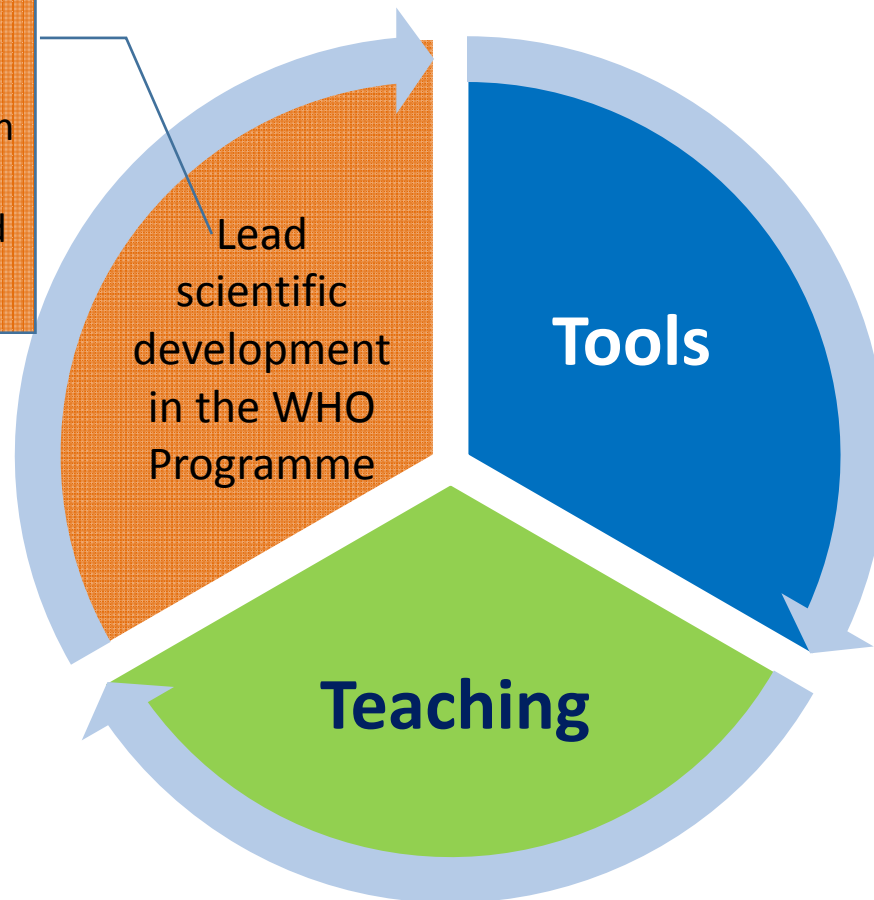 Lead
scientific
development
in the WHO
Programme
Tools
Teaching